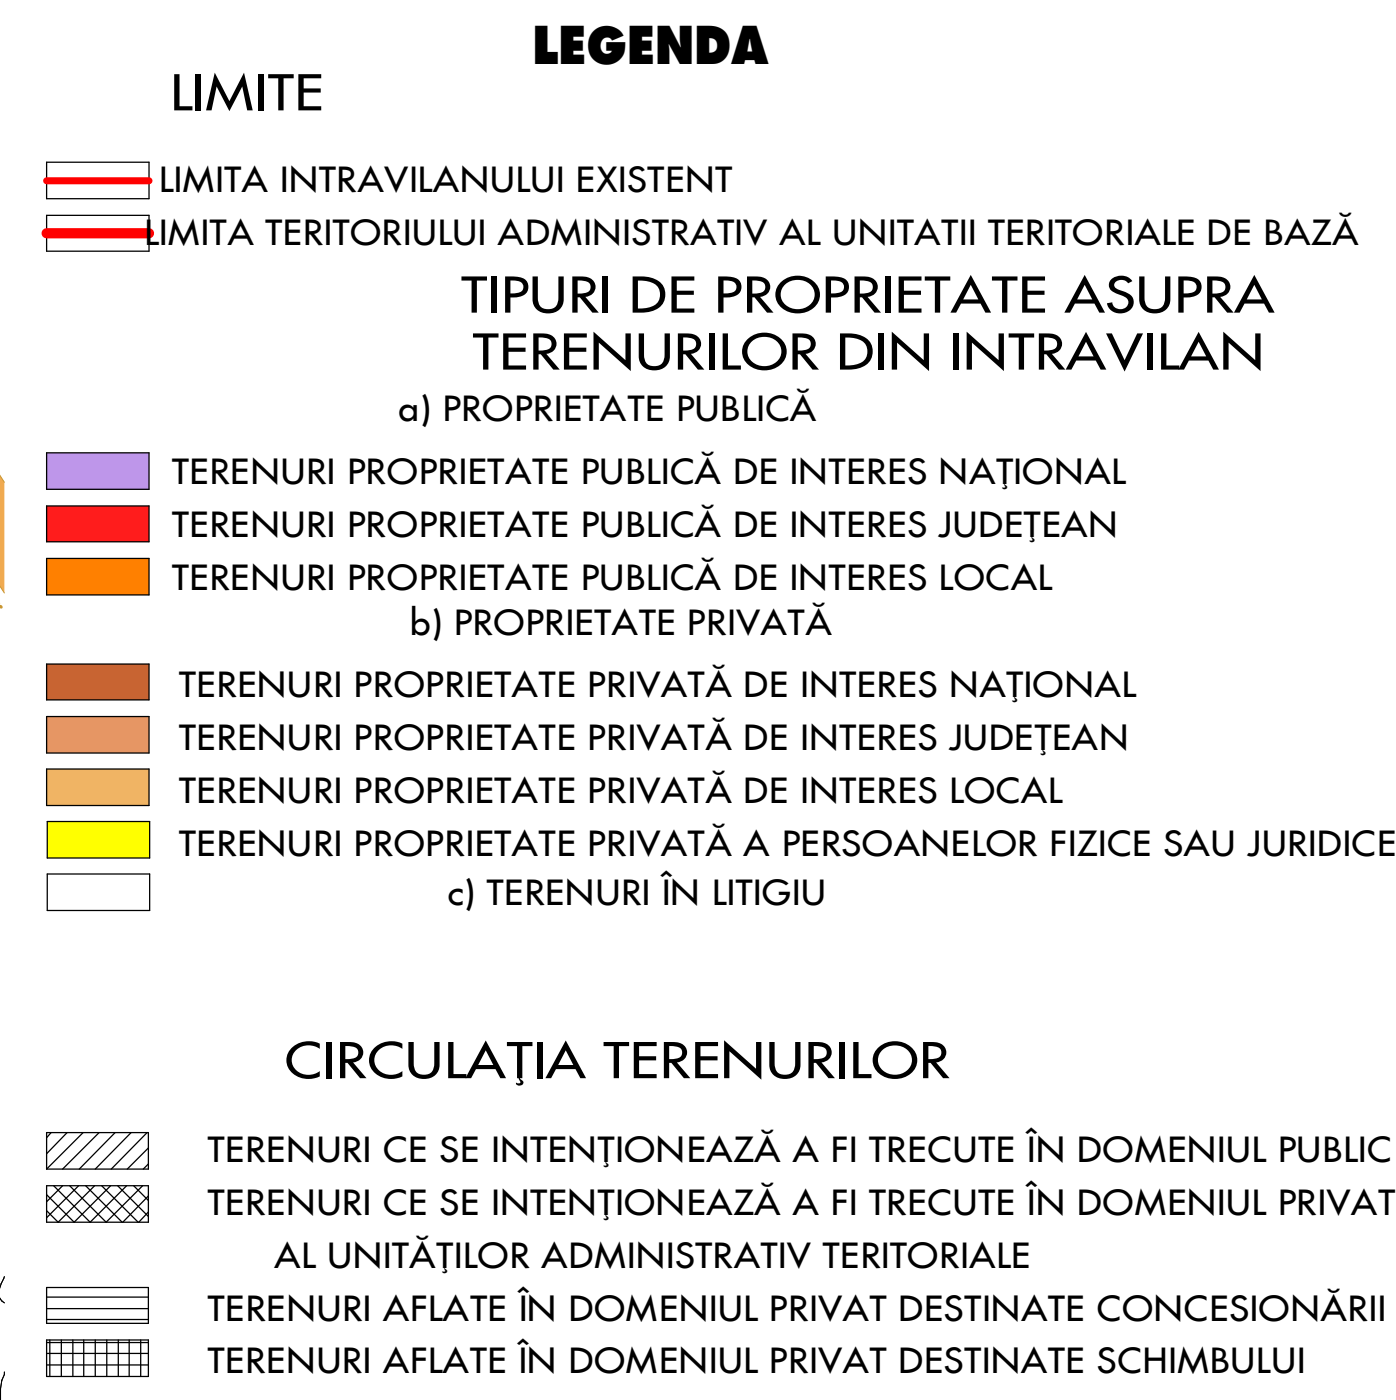 LEGENDA
LIMITE
LIMITA INTRAVILANULUI EXISTENT
LIMITA TERITORIULUI ADMINISTRATIV AL UNITATII TERITORIALE DE BAZĂ
TIPURI DE PROPRIETATE ASUPRA
TERENURILOR DIN INTRAVILAN
a) PROPRIETATE PUBLICĂ
TERENURI PROPRIETATE PUBLICĂ DE INTERES NAŢIONAL
TERENURI PROPRIETATE PUBLICĂ DE INTERES JUDEŢEAN
TERENURI PROPRIETATE PUBLICĂ DE INTERES LOCAL
b) PROPRIETATE PRIVATĂ
TERENURI PROPRIETATE PRIVATĂ DE INTERES NAŢIONAL
TERENURI PROPRIETATE PRIVATĂ DE INTERES JUDEŢEAN
TERENURI PROPRIETATE PRIVATĂ DE INTERES LOCAL
TERENURI PROPRIETATE PRIVATĂ A PERSOANELOR FIZICE SAU JURIDICE
c) TERENURI ÎN LITIGIU
CIRCULAŢIA TERENURILOR
TERENURI CE SE INTENŢIONEAZĂ A FI TRECUTE ÎN DOMENIUL PUBLIC
TERENURI CE SE INTENŢIONEAZĂ A FI TRECUTE ÎN DOMENIUL PRIVAT
AL UNITĂŢILOR ADMINISTRATIV TERITORIALE
TERENURI AFLATE ÎN DOMENIUL PRIVAT DESTINATE CONCESIONĂRII
TERENURI AFLATE ÎN DOMENIUL PRIVAT DESTINATE SCHIMBULUI